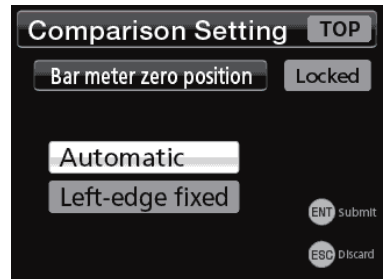 Comparison Setting TOP
Bar meter zero position Locked
Automatic
Left-edge fixed
ENT Submit
ESC Discard